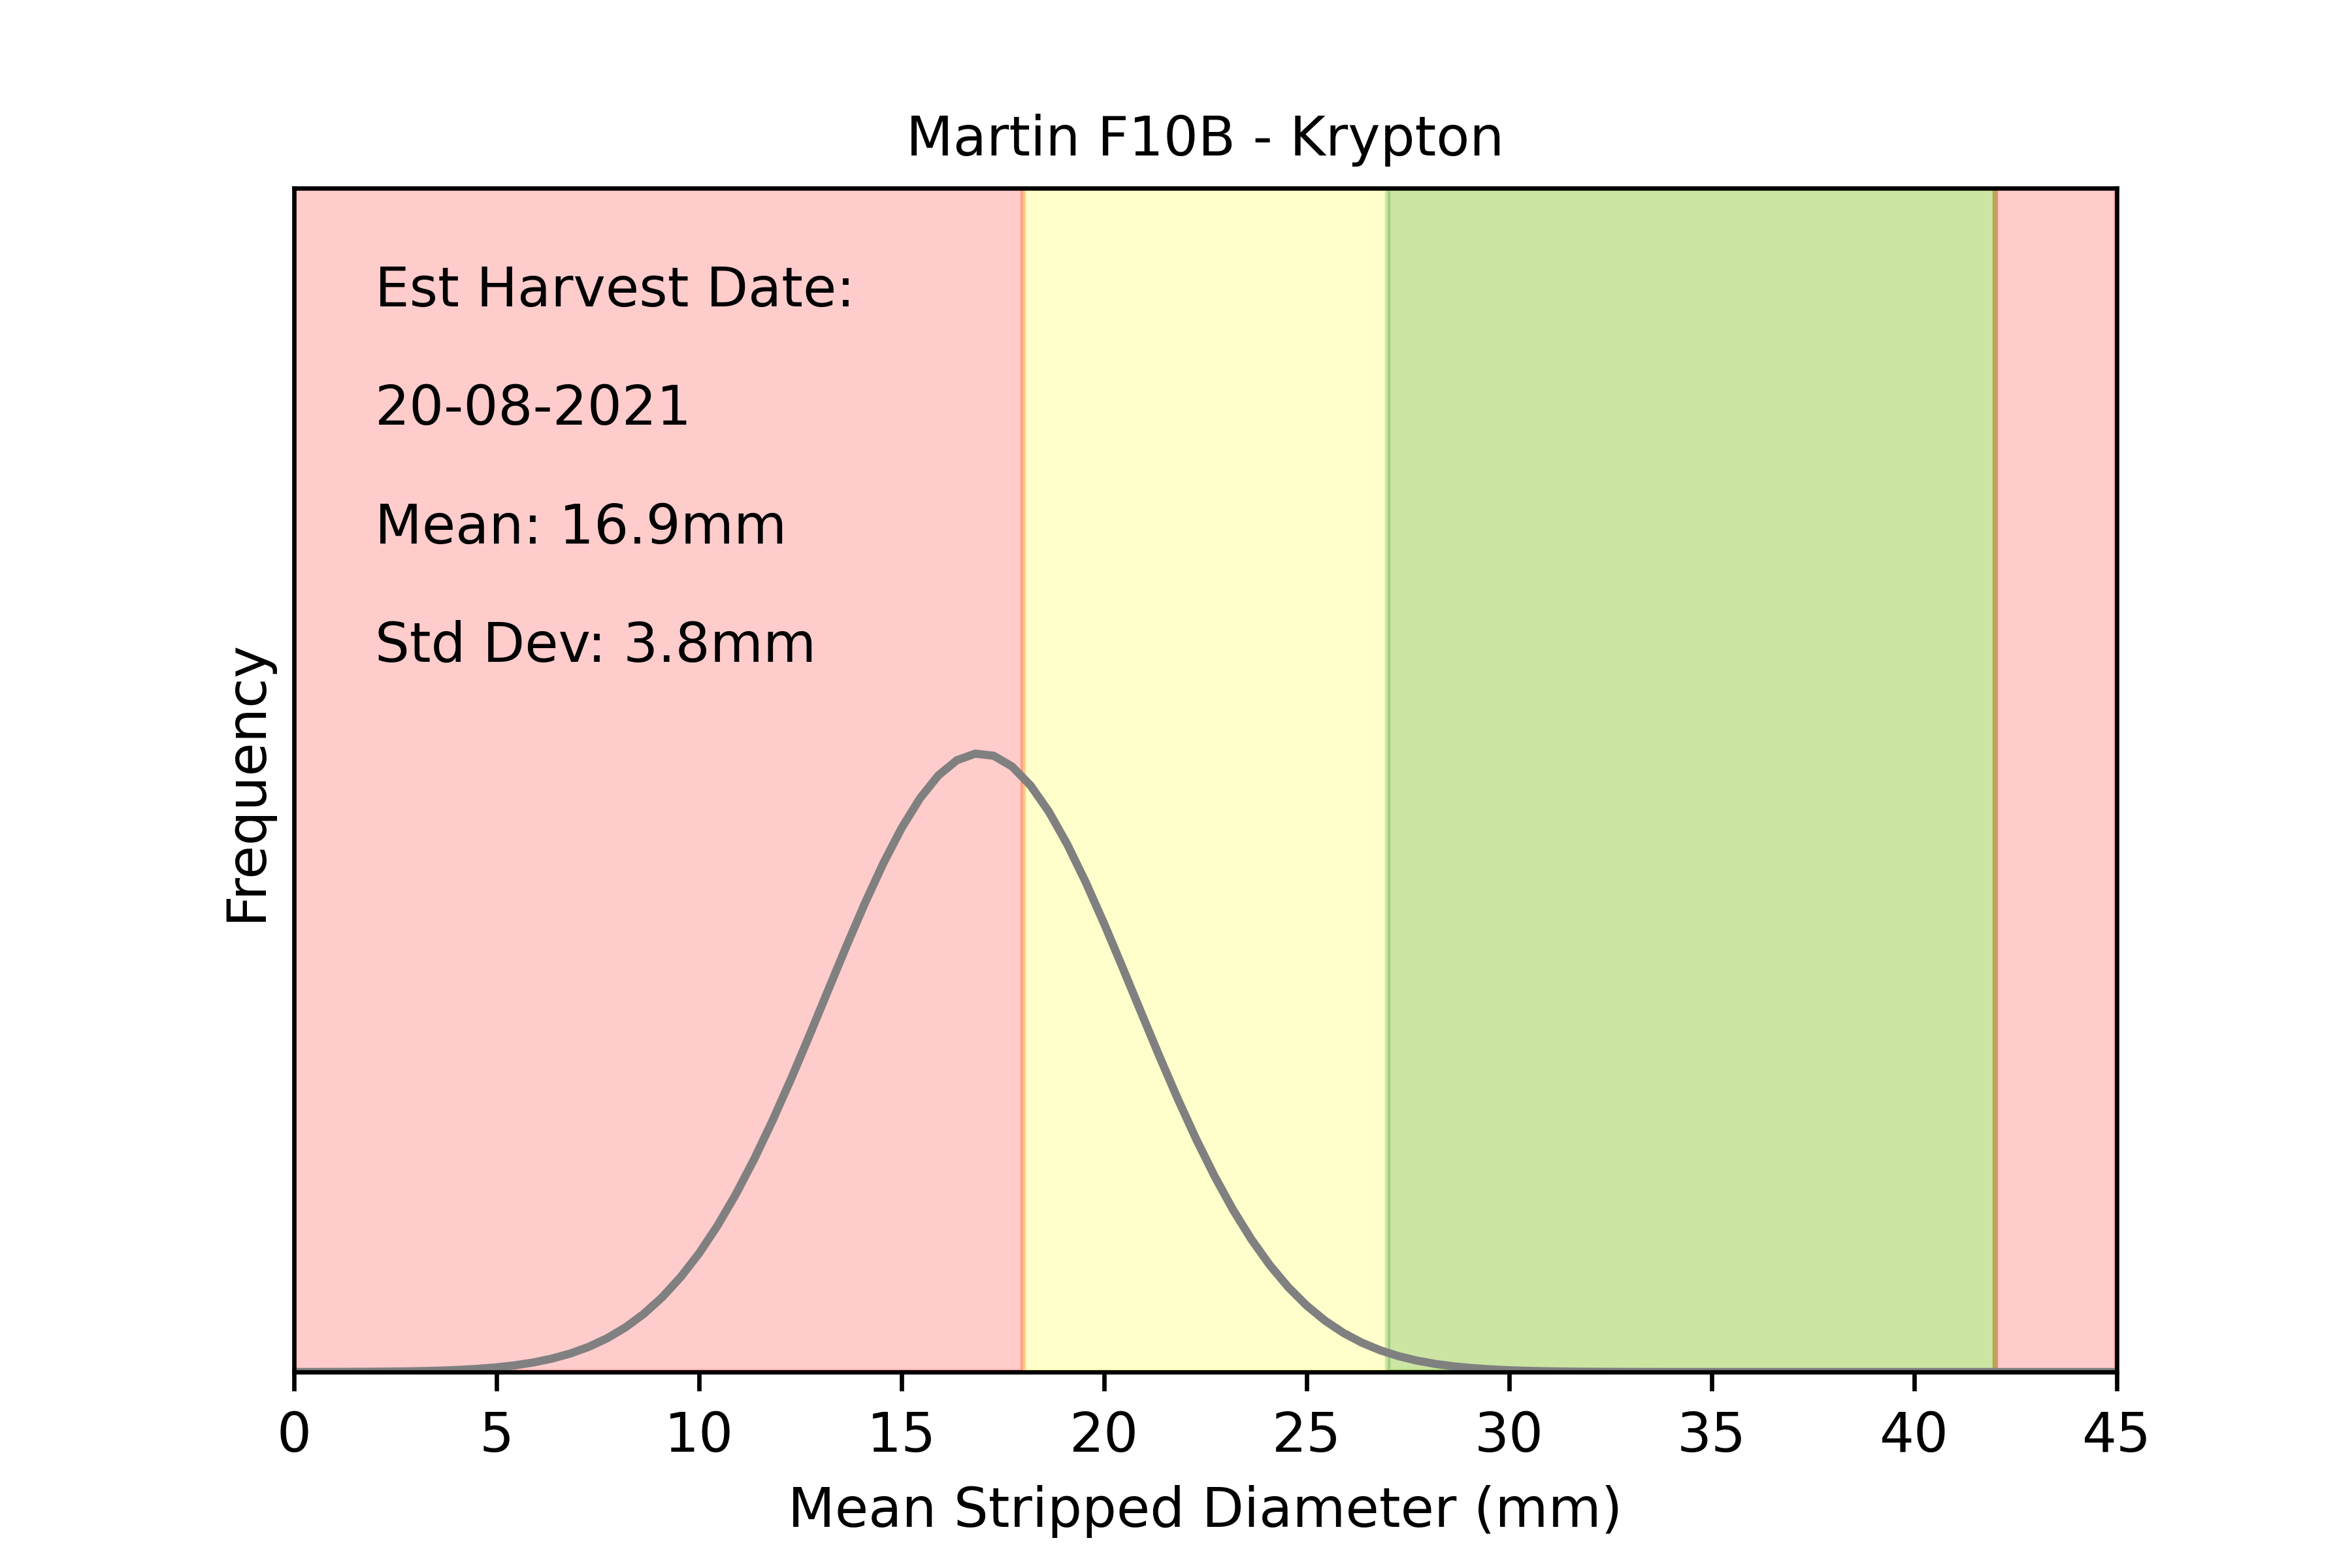 Martin F10B - Krypton
Est Harvest Date:
20-08-2021
Mean: 16.9mm
Std Dev: 3.8mm
Frequency
0 5 10 15 20 25 30 35 40 45
Mean Stripped Diameter (mm)